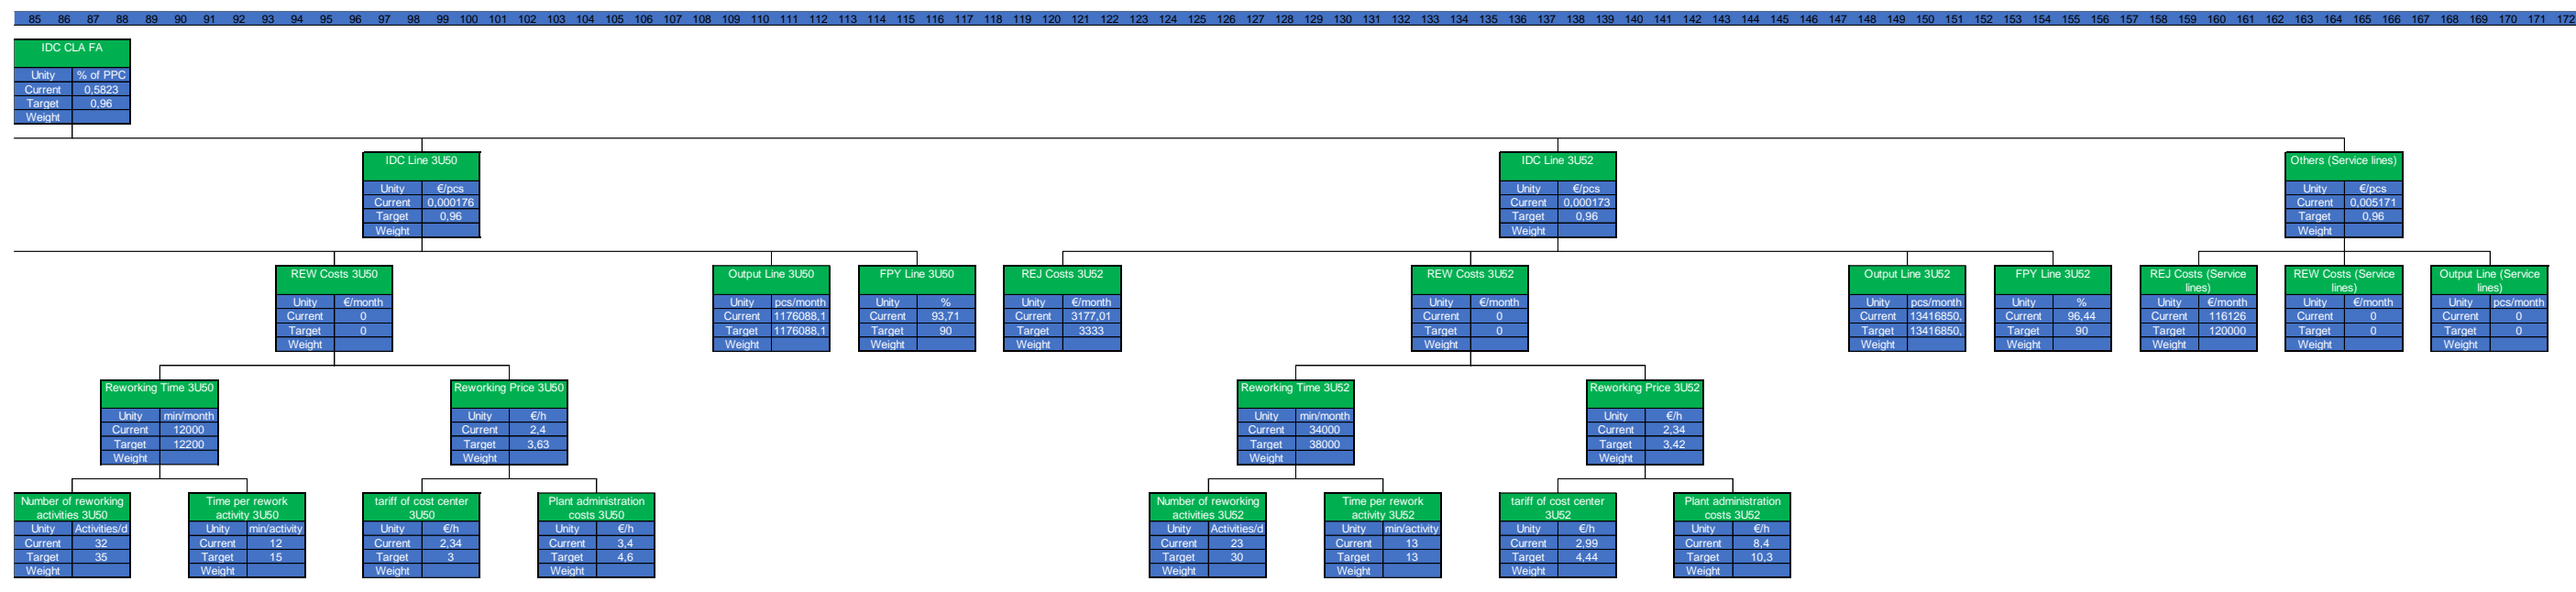 85 86 87 88 89 90 91 92 93 94 95 96 97 98 99 100 101 102 103 104 105 106 107 108 109 110 111 112 113 114 115 116 117 118 119 120 121 122 123 124 125 126 127 128 129 130 131 132 133 134 135 136 137 138 139 140 141 142 143 144 145 146 147 148 149 150 151 152 153 154 155 156 157 158 159 160 161 162 163 164 165 166 167 168 169 170 171 172
IDC CLA FA
Unity % of PPC
Current 0,5823
Target 0,96
Weight
IDC Line 3U50
Unity €/pcs
Current 0,000176
Target 0,96
Weight
IDC Line 3U52
Unity €/pcs
Current 0,000173
Target 0,96
Weight
Others (Service lines)
Unity €/pcs
Current 0,005171
Target 0,96
Weight
REW Costs 3U50
Unity €/month
Current 0
Target 0
Weight
Output Line 3U50
Unity pcs/month
Current 1176088,1
Target 1176088,1
Weight
FPY Line 3U50
Unity %
Current 93,71
Target 90
Weight
REJ Costs 3U52
Unity €/month
Current 3177,01
Target 3333
Weight
REW Costs 3U52
Unity €/month
Current 0
Target 0
Weight
Output Line 3U52
Unity pcs/month
Current 13416850,
Target 13416850,
Weight
FPY Line 3U52
Unity %
Current 96,44
Target 90
Weight
REJ Costs (Service
lines)
Unity €/month
Current 116126
Target 120000
Weight
REW Costs (Service
lines)
Unity €/month
Current 0
Target 0
Weight
Output Line (Service
lines)
Unity pcs/month
Current 0
Target 0
Weight
Reworking Time 3U50
Unity min/month
Current 12000
Target 12200
Weight
Reworking Price 3U50
Unity €/h
Current 2,4
Target 3,63
Weight
Reworking Time 3U52
Unity min/month
Current 34000
Target 38000
Weight
Reworking Price 3U52
Unity €/h
Current 2,34
Target 3,42
Weight
Number of reworking
activities 3U50
Unity Activities/d
Current 32
Target 35
Weight
Time per rework
activity 3U50
Unity min/activity
Current 12
Target 15
Weight
tariff of cost center
3U50
Unity €/h
Current 2,34
Target 3
Weight
Plant administration
costs 3U50
Unity €/h
Current 3,4
Target 4,6
Weight
Number of reworking
activities 3U52
Unity Activities/d
Current 23
Target 30
Weight
Time per rework
activity 3U52
Unity min/activity
Current 13
Target 13
Weight
tariff of cost center
3U52
Unity €/h
Current 2,99
Target 4,44
Weight
Plant administration
costs 3U52
Unity €/h
Current 8,4
Target 10,3
Weight